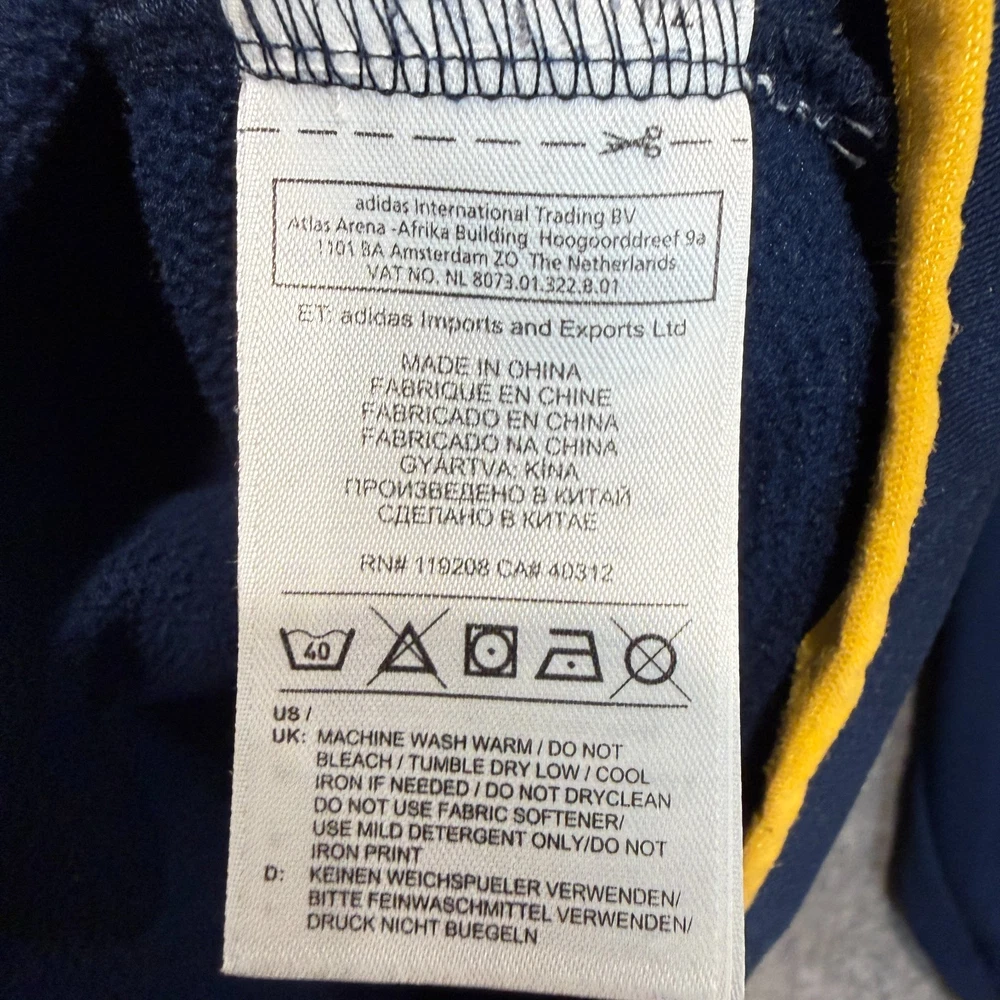 adidas International Trading BV
Atlas Arena -Afrika Building Hoogoorddreef 9a
1101 BA Amsterdam ZO The Netherlands
VAT NO. NL 8073.01.322.B.01
ET: adidas Imports and Exports Ltd
MADE IN CHINA
FABRIQUÉ EN CHINE
FABRICADO EN CHINA
FABRICADO NA CHINA
GYÁRTVA: KÍNA
ПРОИЗВЕДЕНО В КИТАЙ
СДЕЛАНО В КИТАЕ
RN# 119208 CA# 40312
40
US /
UK: MACHINE WASH WARM / DO NOT
BLEACH / TUMBLE DRY LOW / COOL
IRON IF NEEDED / DO NOT DRYCLEAN
DO NOT USE FABRIC SOFTENER/
USE MILD DETERGENT ONLY/DO NOT
IRON PRINT
D: KEINEN WEICHSPUELER VERWENDEN/
BITTE FEINWASCHMITTEL VERWENDEN/
DRUCK NICHT BUEGELN